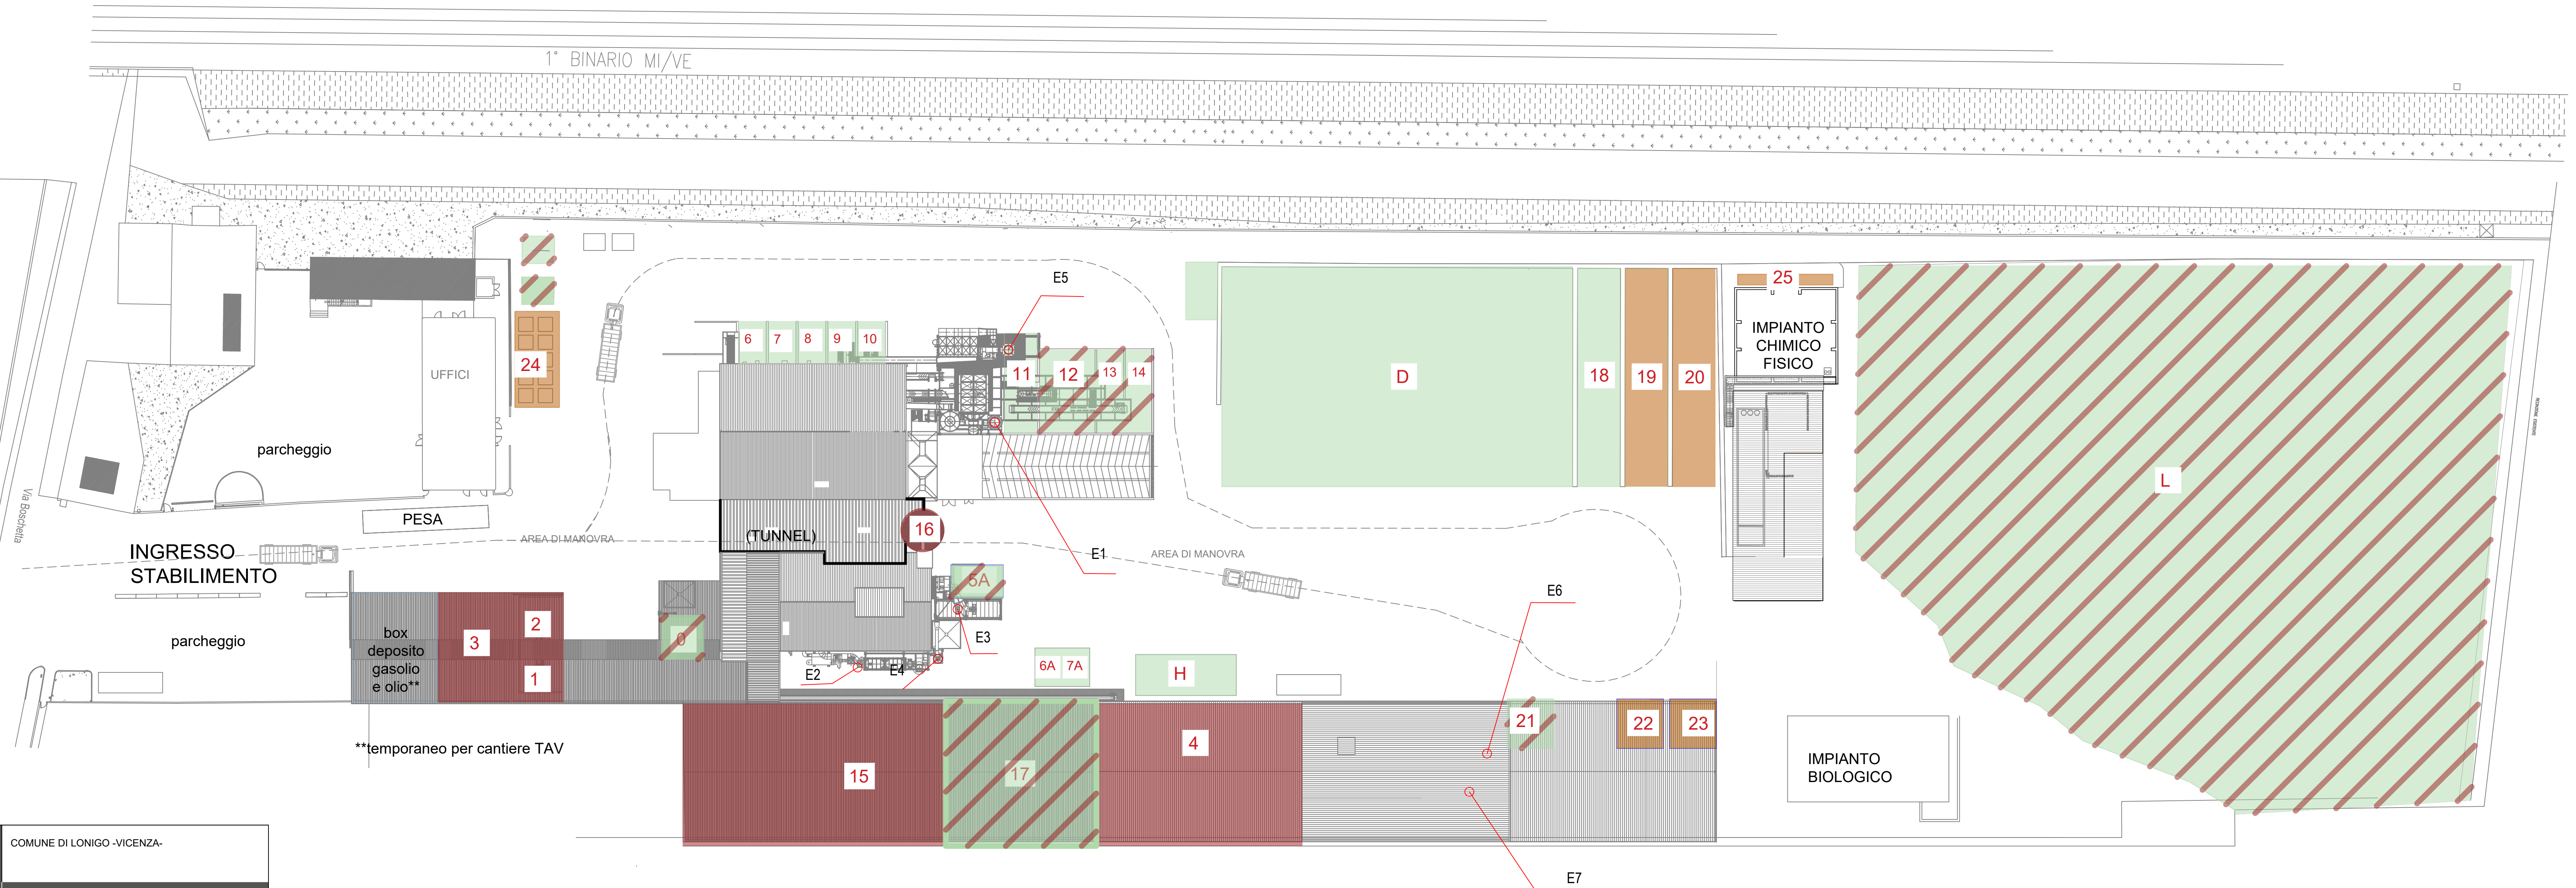 1° BINARIO MI/VE
E5
25
IMPIANTO
CHIMICO
FISICO
6
7
8
9
10
11
12
13
14
D
18
19
20
24
UFFICI
parcheggio
L
Via Boschetta
PESA
16
(TUNNEL)
AREA DI MANOVRA
AREA DI MANOVRA
E1
INGRESSO
STABILIMENTO
5A
E6
E3
parcheggio
box
deposito
gasolio
e olio**
3
2
1
0
E2
E4
6A
7A
H
**temporaneo per cantiere TAV
15
17
4
21
22
23
IMPIANTO
BIOLOGICO
E7
COMUNE DI LONIGO -VICENZA-